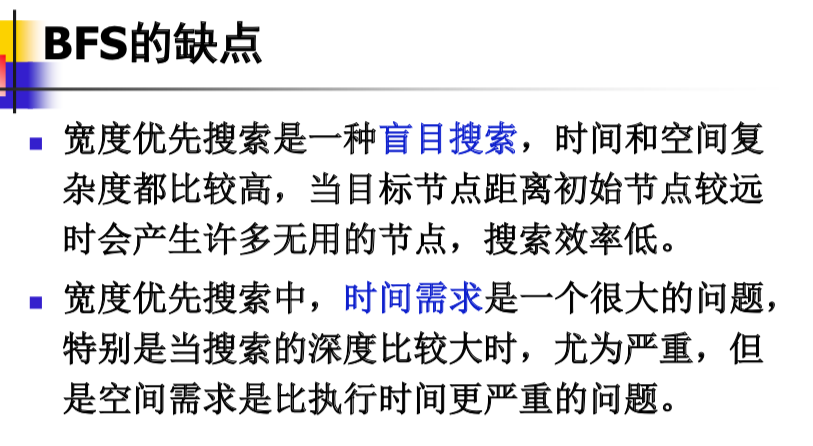 BFS的缺点
宽度优先搜索是一种盲目搜索，时间和空间复
杂度都比较高，当目标节点距离初始节点较远
时会产生许多无用的节点，搜索效率低。
宽度优先搜索中，时间需求是一个很大的问题，
特别是当搜索的深度比较大时，尤为严重，但
是空间需求是比执行时间更严重的问题。